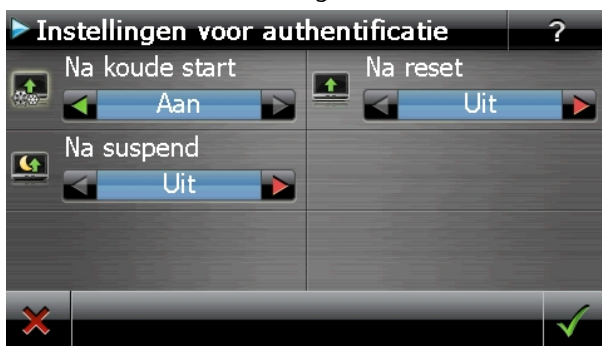 Instellingen voor authentificatie ?
Na koude start
Aan
Na reset
Uit
Na suspend
Uit